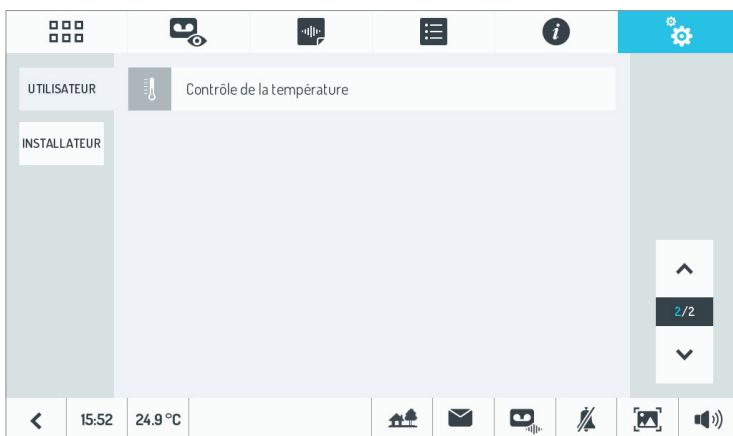 UTILISATEUR
Contrôle de la température
INSTALLATEUR
2/2
15:52
24.9 °C